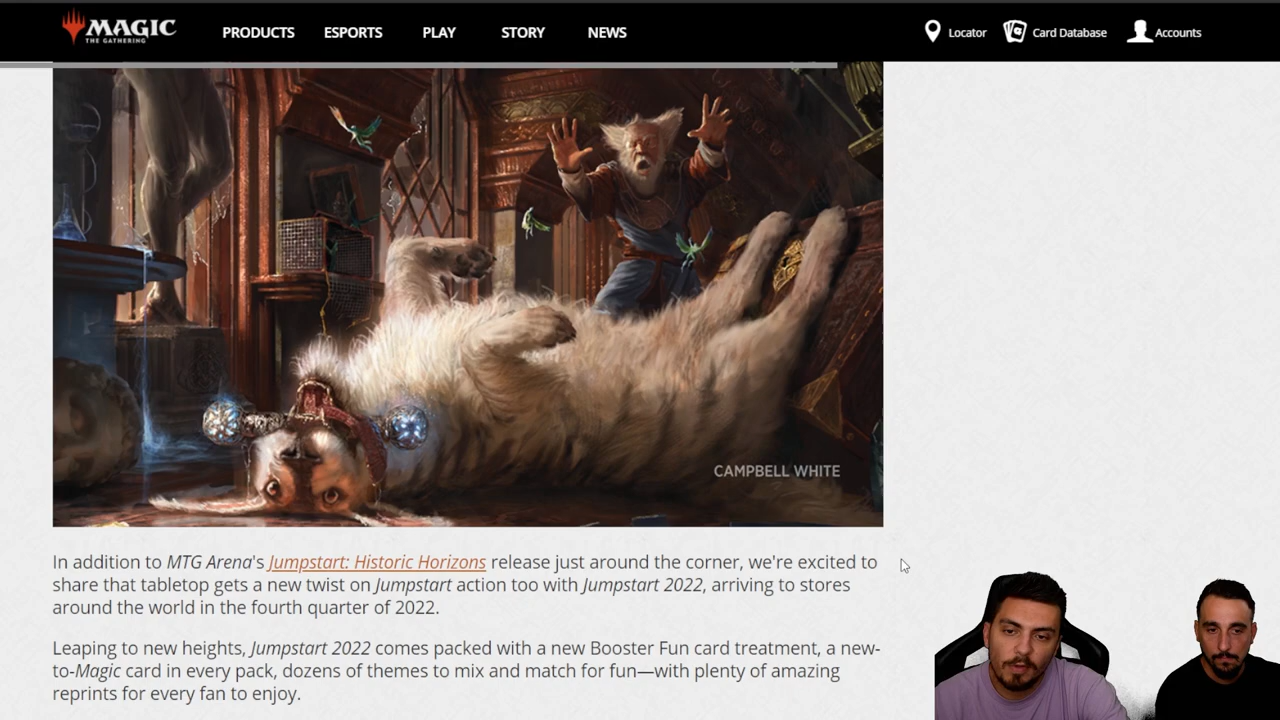 MAGIC
THE GATHERING
PRODUCTS
ESPORTS
PLAY
STORY
NEWS
Locator
Card Database
Accounts
CAMPBELL WHITE
In addition to MTG Arena's Jumpstart: Historic Horizons release just around the corner, we're excited to
share that tabletop gets a new twist on Jumpstart action too with Jumpstart 2022, arriving to stores
around the world in the fourth quarter of 2022.
Leaping to new heights, Jumpstart 2022 comes packed with a new Booster Fun card treatment, a new-
to-Magic card in every pack, dozens of themes to mix and match for fun—with plenty of amazing
reprints for every fan to enjoy.